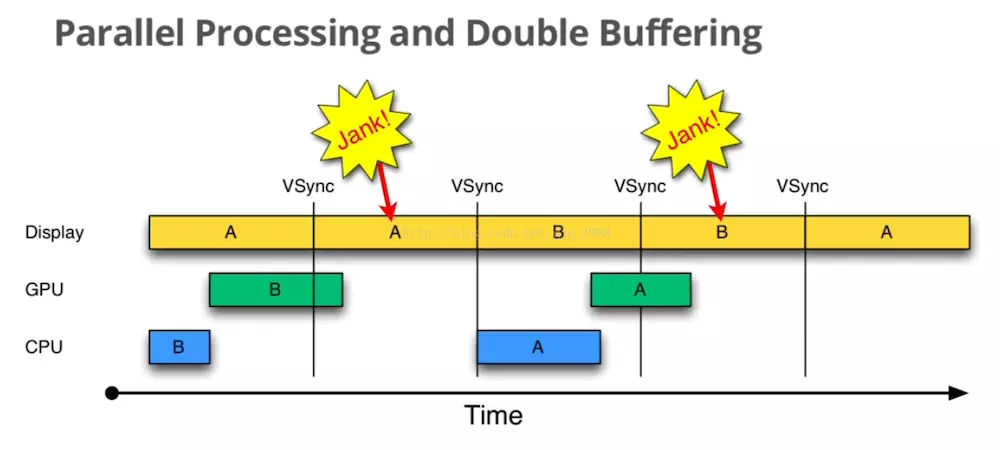 Parallel Processing and Double Buffering
Jank!
Jank!
VSync
VSync
VSync
VSync
Display
A
A
B
B
A
GPU
B
A
CPU
B
A
Time